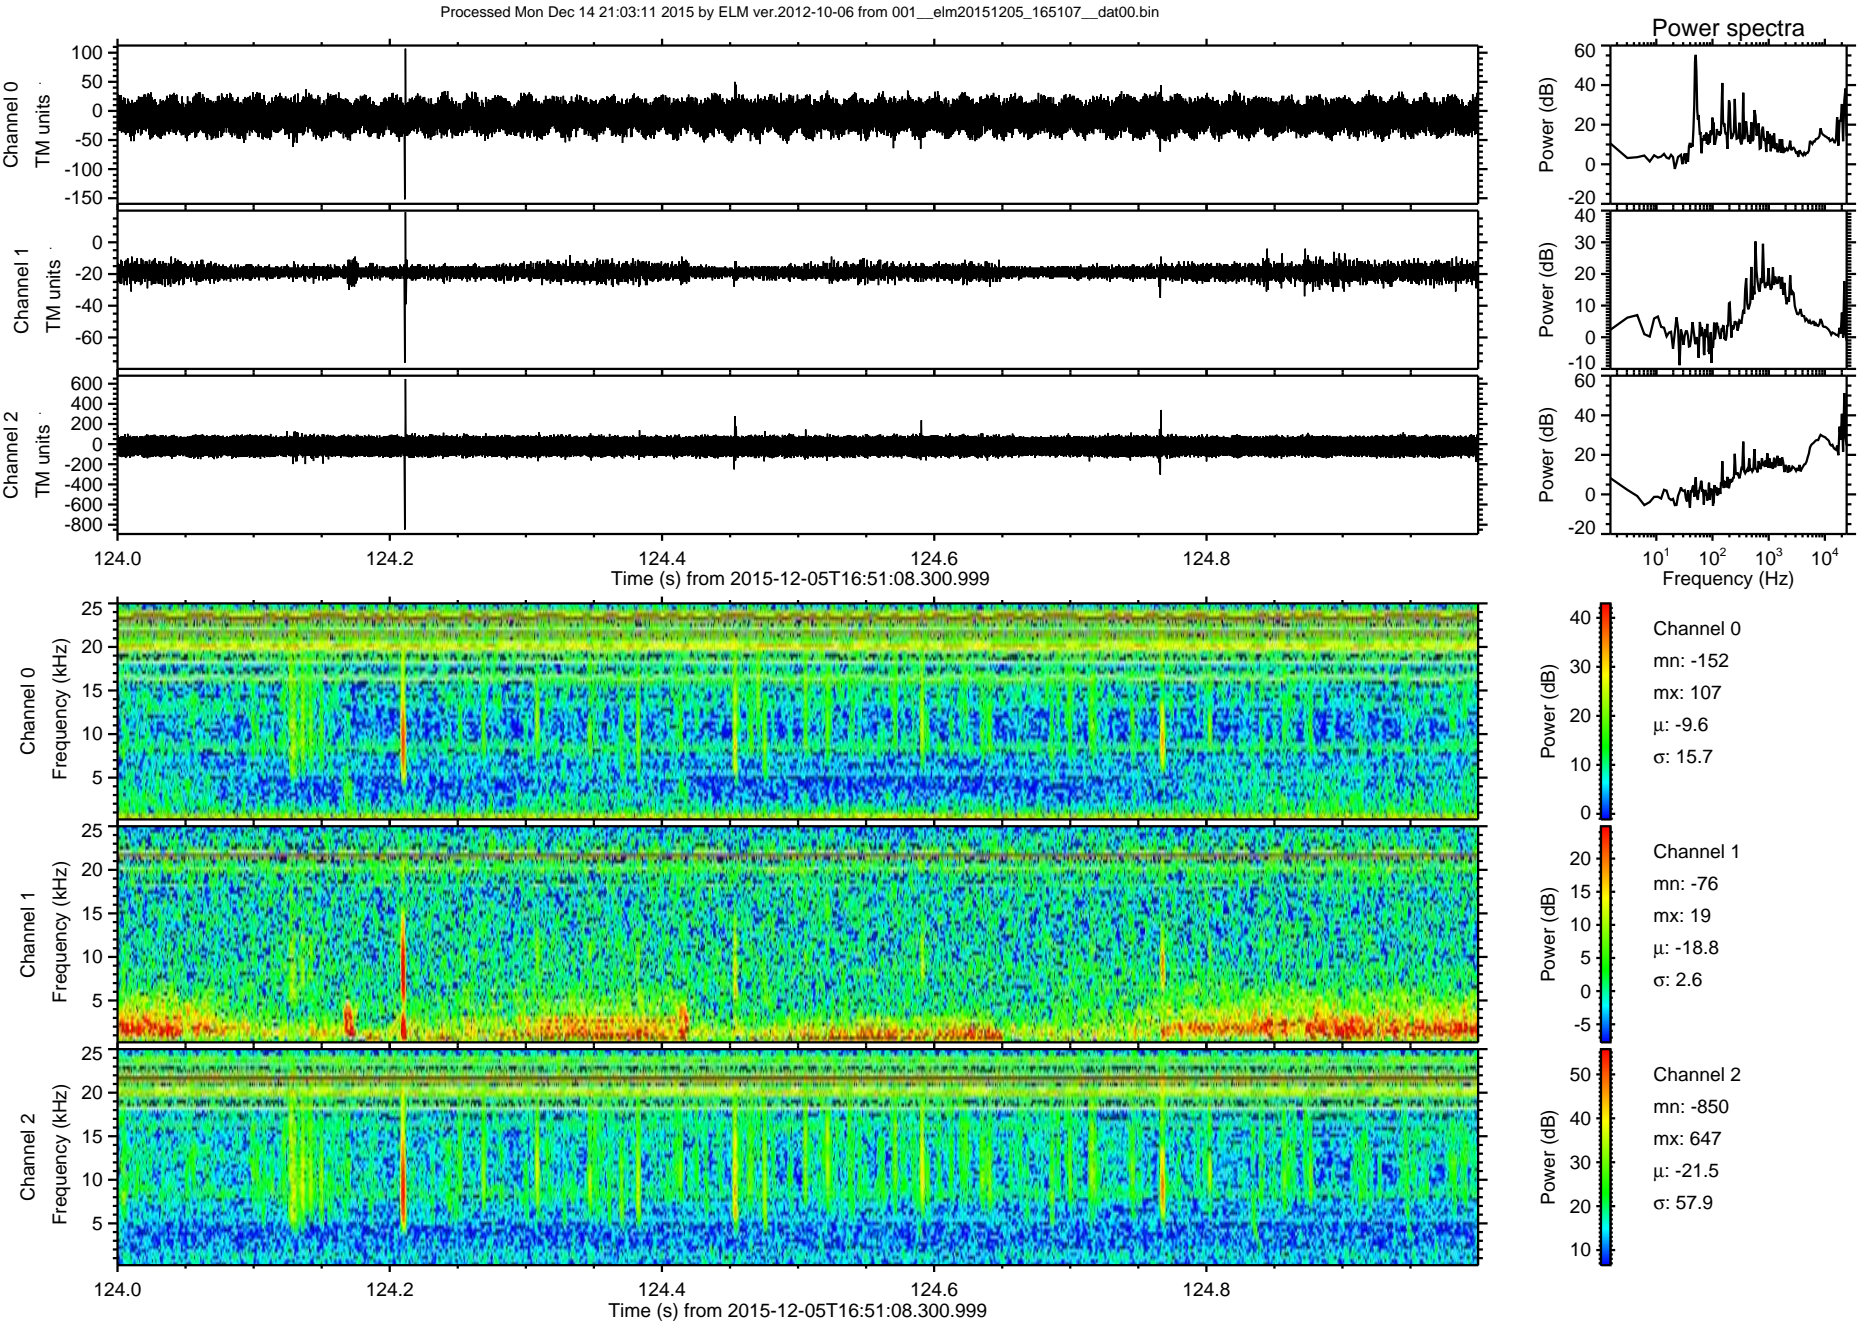 Processed Mon Dec 14 21:03:11 2015 by ELM ver.2012-10-06 from 001__elm20151205_165107__dat00.bin
Power spectra
Channel 0
TM units
100
50
0
-50
-100
-150
Power (dB)
60
40
20
0
-20
Channel 1
TM units
0
-20
-40
-60
Power (dB)
40
30
20
10
0
-10
Channel 2
TM units
600
400
200
0
-200
-400
-600
-800
Power (dB)
60
40
20
0
-20
124.0 124.2 124.4 124.6 124.8
Time (s) from 2015-12-05T16:51:08.300.999
10^1 10^2 10^3 10^4
Frequency (Hz)
Channel 0
Frequency (kHz)
25
20
15
10
5
Power (dB)
40
30
20
10
0
Channel 0
mn: -152
mx: 107
μ: -9.6
σ: 15.7
Channel 1
Frequency (kHz)
25
20
15
10
5
Power (dB)
20
15
10
5
0
-5
Channel 1
mn: -76
mx: 19
μ: -18.8
σ: 2.6
Channel 2
Frequency (kHz)
25
20
15
10
5
Power (dB)
50
40
30
20
10
Channel 2
mn: -850
mx: 647
μ: -21.5
σ: 57.9
124.0 124.2 124.4 124.6 124.8
Time (s) from 2015-12-05T16:51:08.300.999